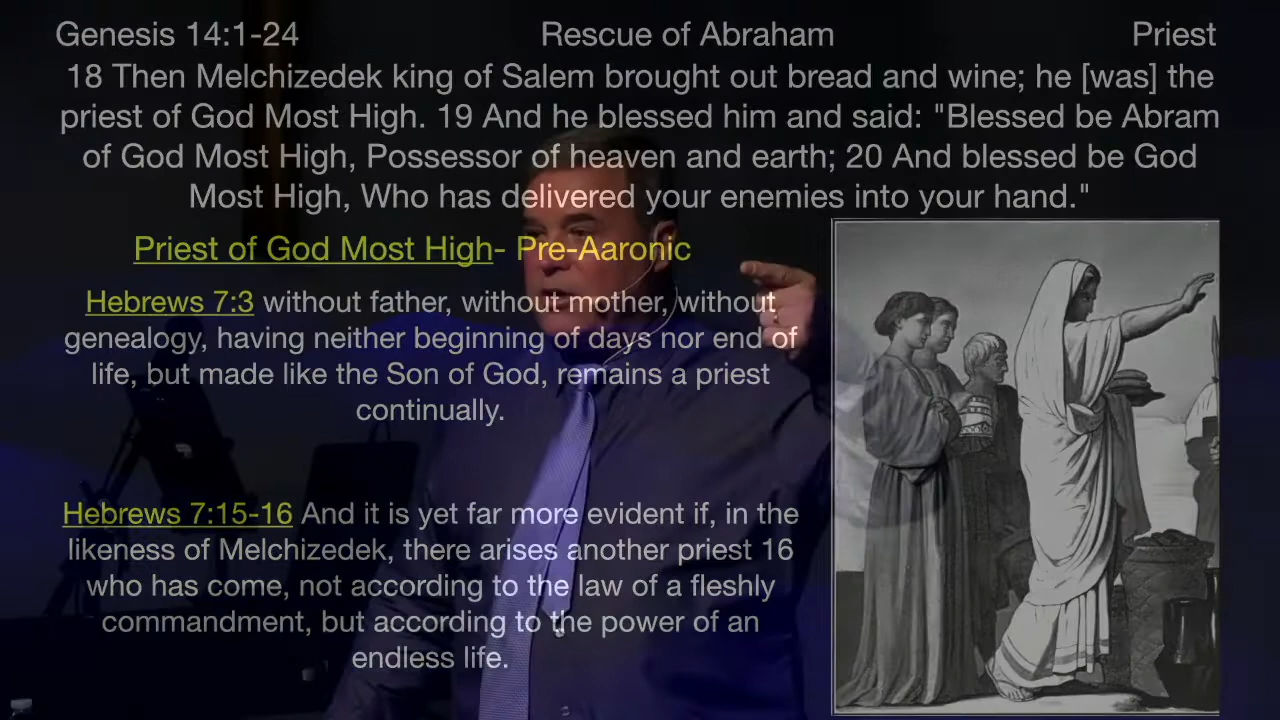 Genesis 14:1-24 Rescue of Abraham Priest
18 Then Melchizedek king of Salem brought out bread and wine; he [was] the
priest of God Most High. 19 And he blessed him and said: "Blessed be Abram
of God Most High, Possessor of heaven and earth; 20 And blessed be God
Most High, Who has delivered your enemies into your hand."
Priest of God Most High- Pre-Aaronic
Hebrews 7:3 without father, without mother, without
genealogy, having neither beginning of days nor end of
life, but made like the Son of God, remains a priest
continually.
Hebrews 7:15-16 And it is yet far more evident if, in the
likeness of Melchizedek, there arises another priest 16
who has come, not according to the law of a fleshly
commandment, but according to the power of an
endless life.